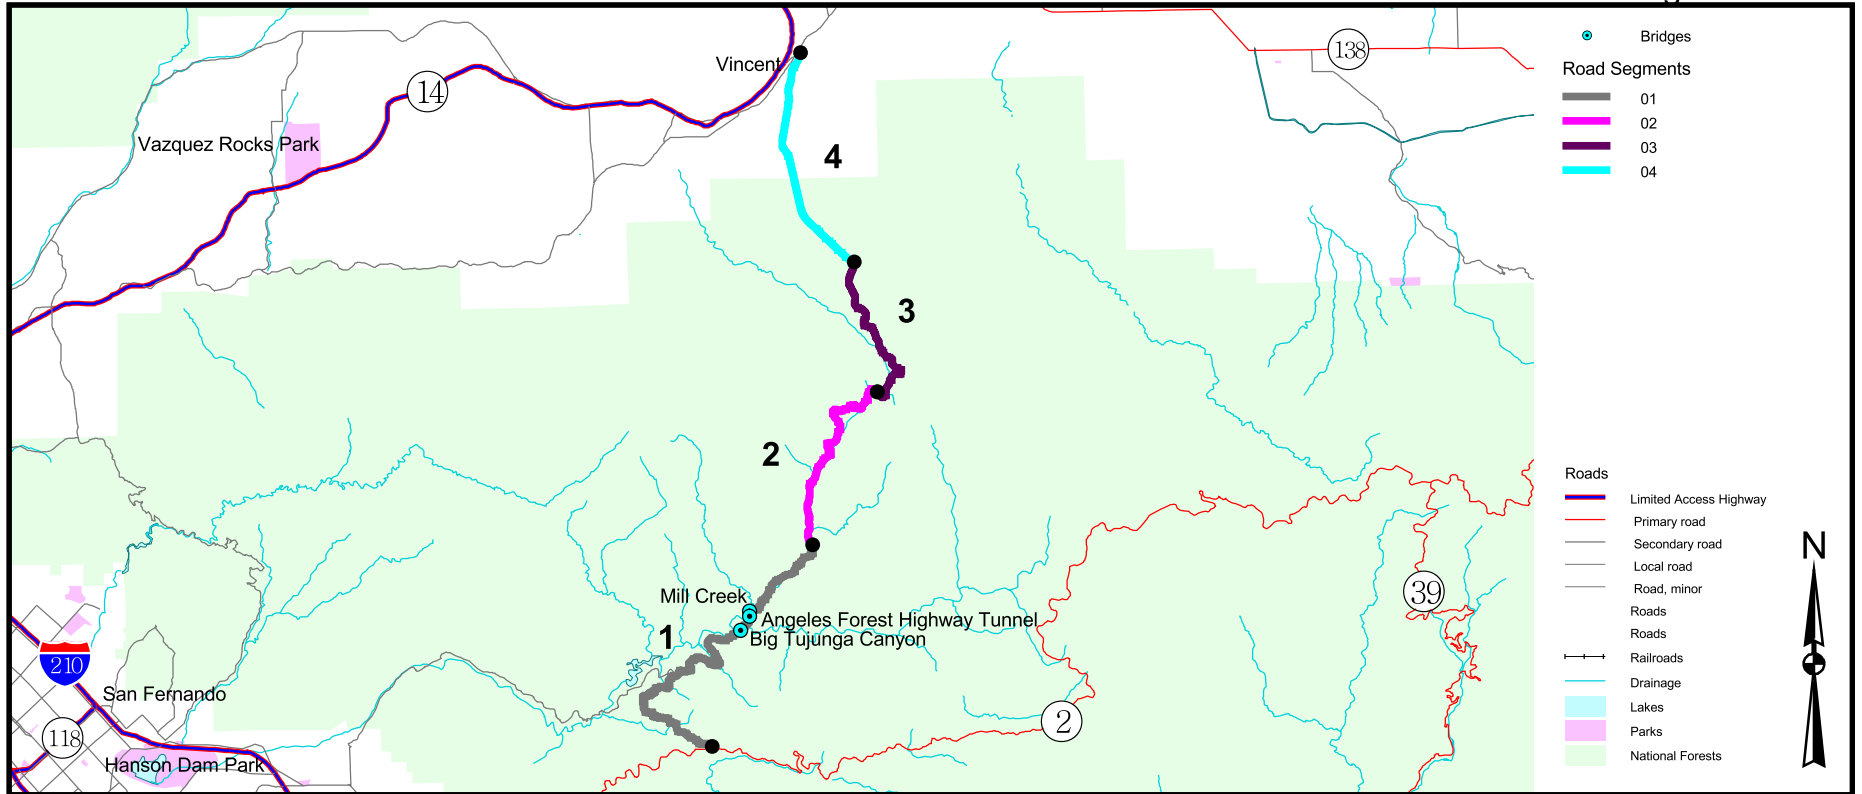 Bridges
Road Segments
01
02
03
04
138
Vincent
14
Vazquez Rocks Park
4
3
2
Mill Creek
Angeles Forest Highway Tunnel
1
Big Tujunga Canyon
39
210
San Fernando
2
118
Hanson Dam Park
Roads
Limited Access Highway
Primary road
Secondary road
Local road
Road, minor
Roads
Roads
Railroads
Drainage
Lakes
Parks
National Forests
N